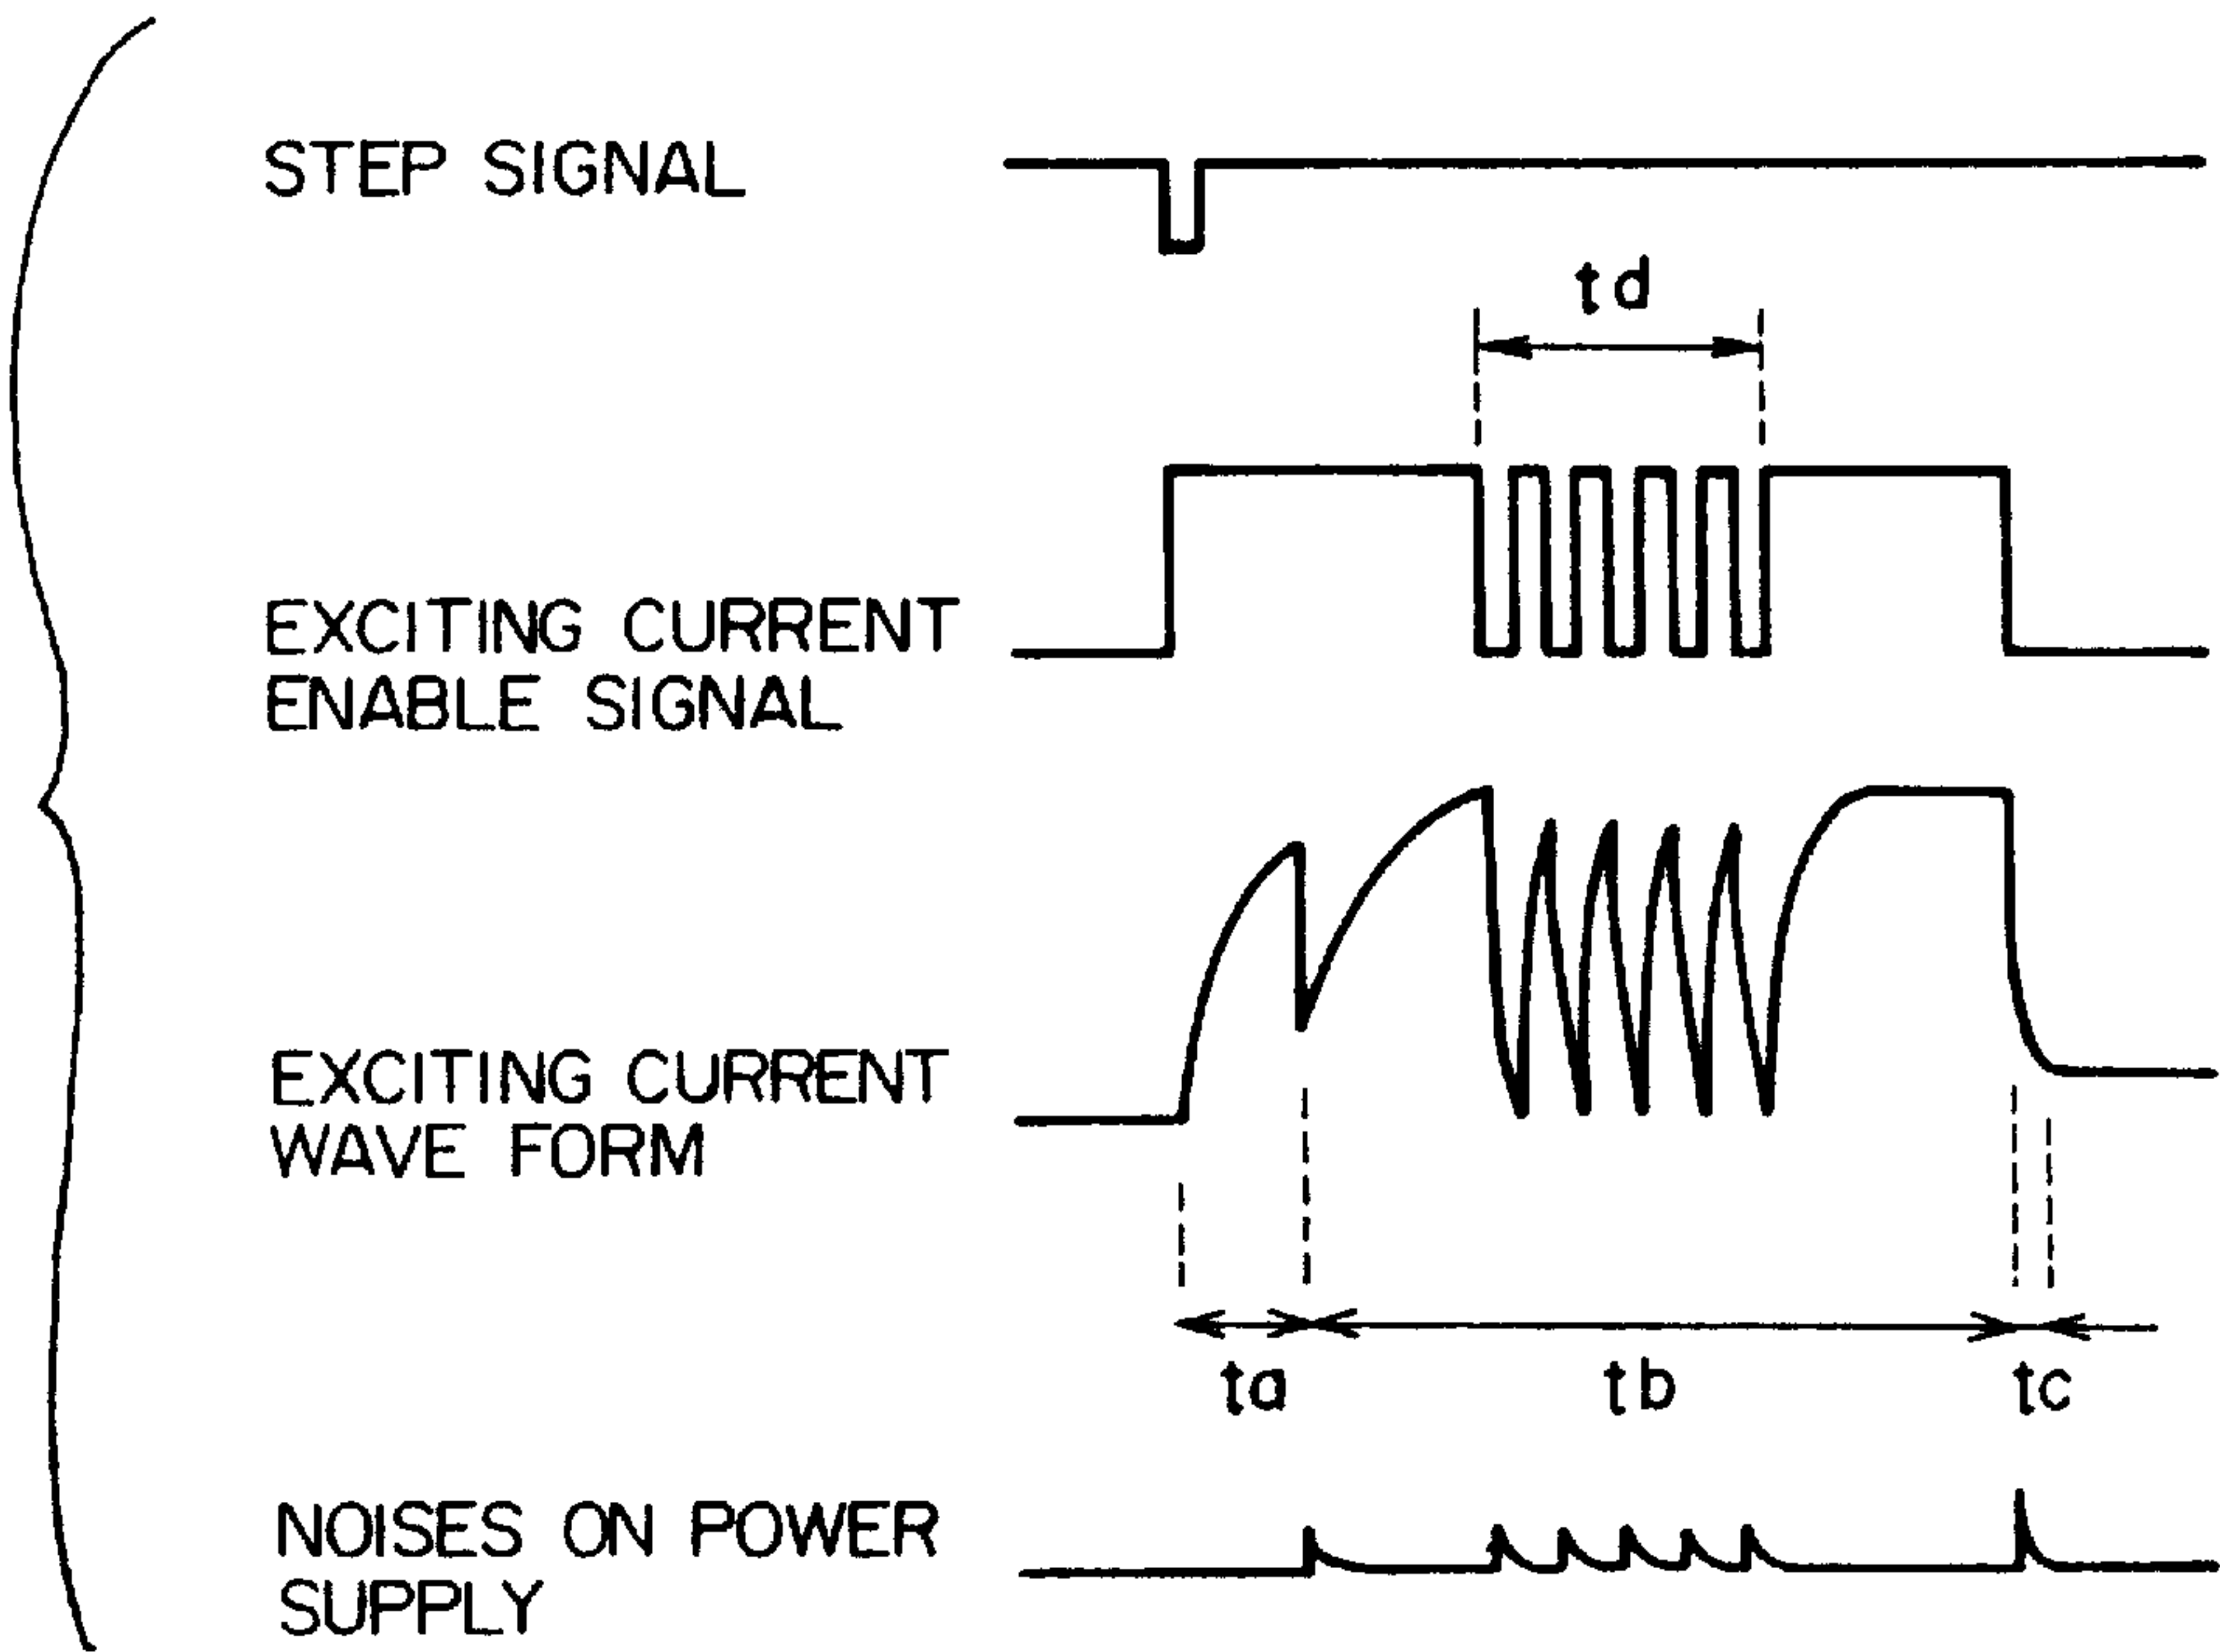 STEP SIGNAL
td
EXCITING CURRENT
ENABLE SIGNAL
EXCITING CURRENT
WAVE FORM
ta tb tc
NOISES ON POWER
SUPPLY